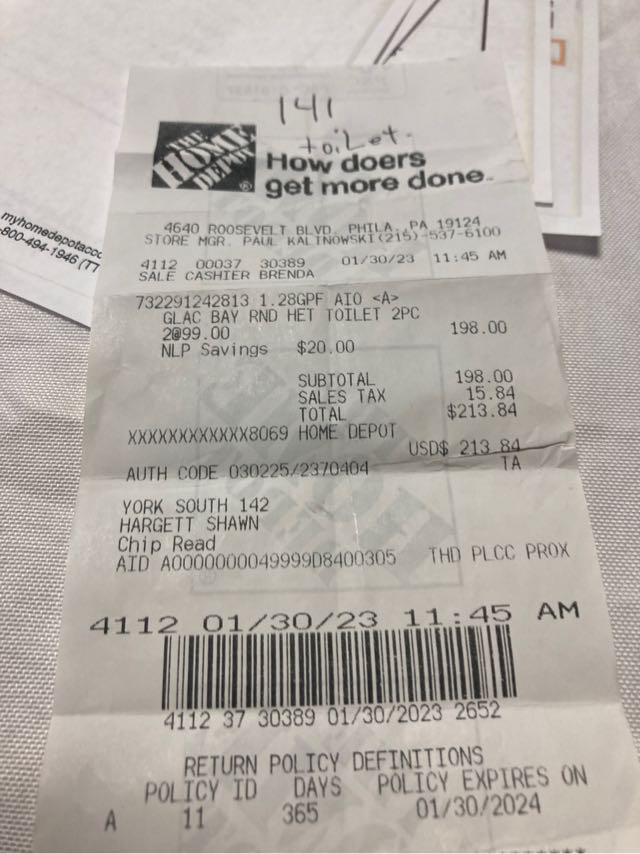 141
toilet.
THE HOME DEPOT ®
How doers
get more done™
myhomedepotacc
800-494-1946 (TT
4640 ROOSEVELT BLVD. PHILA., PA 19124
STORE MGR. PAUL KALINOWSKI(215)-537-6100
4112 00037 30389 01/30/23 11:45 AM
SALE CASHIER BRENDA
732291242813 1.28GPF AIO <A>
GLAC BAY RND HET TOILET 2PC
2@99.00 198.00
NLP Savings $20.00
SUBTOTAL 198.00
SALES TAX 15.84
TOTAL $213.84
XXXXXXXXXXXX8069 HOME DEPOT
USD$ 213.84
AUTH CODE 030225/2370404 TA
YORK SOUTH 142
HARGETT SHAWN
Chip Read
AID A0000000049999D8400305 THD PLCC PROX
4112 01/30/23 11:45 AM
4112 37 30389 01/30/2023 2652
RETURN POLICY DEFINITIONS
POLICY ID DAYS POLICY EXPIRES ON
A 11 365 01/30/2024